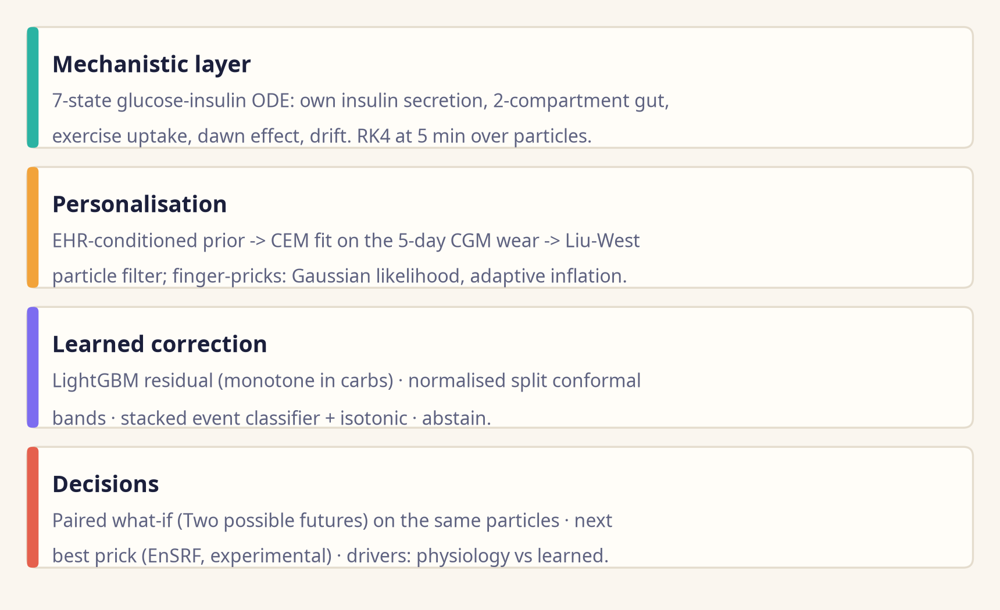 Mechanistic layer
7-state glucose-insulin ODE: own insulin secretion, 2-compartment gut,
exercise uptake, dawn effect, drift. RK4 at 5 min over particles.
Personalisation
EHR-conditioned prior -> CEM fit on the 5-day CGM wear -> Liu-West
particle filter; finger-pricks: Gaussian likelihood, adaptive inflation.
Learned correction
LightGBM residual (monotone in carbs) · normalised split conformal
bands · stacked event classifier + isotonic · abstain.
Decisions
Paired what-if (Two possible futures) on the same particles · next
best prick (EnSRF, experimental) · drivers: physiology vs learned.